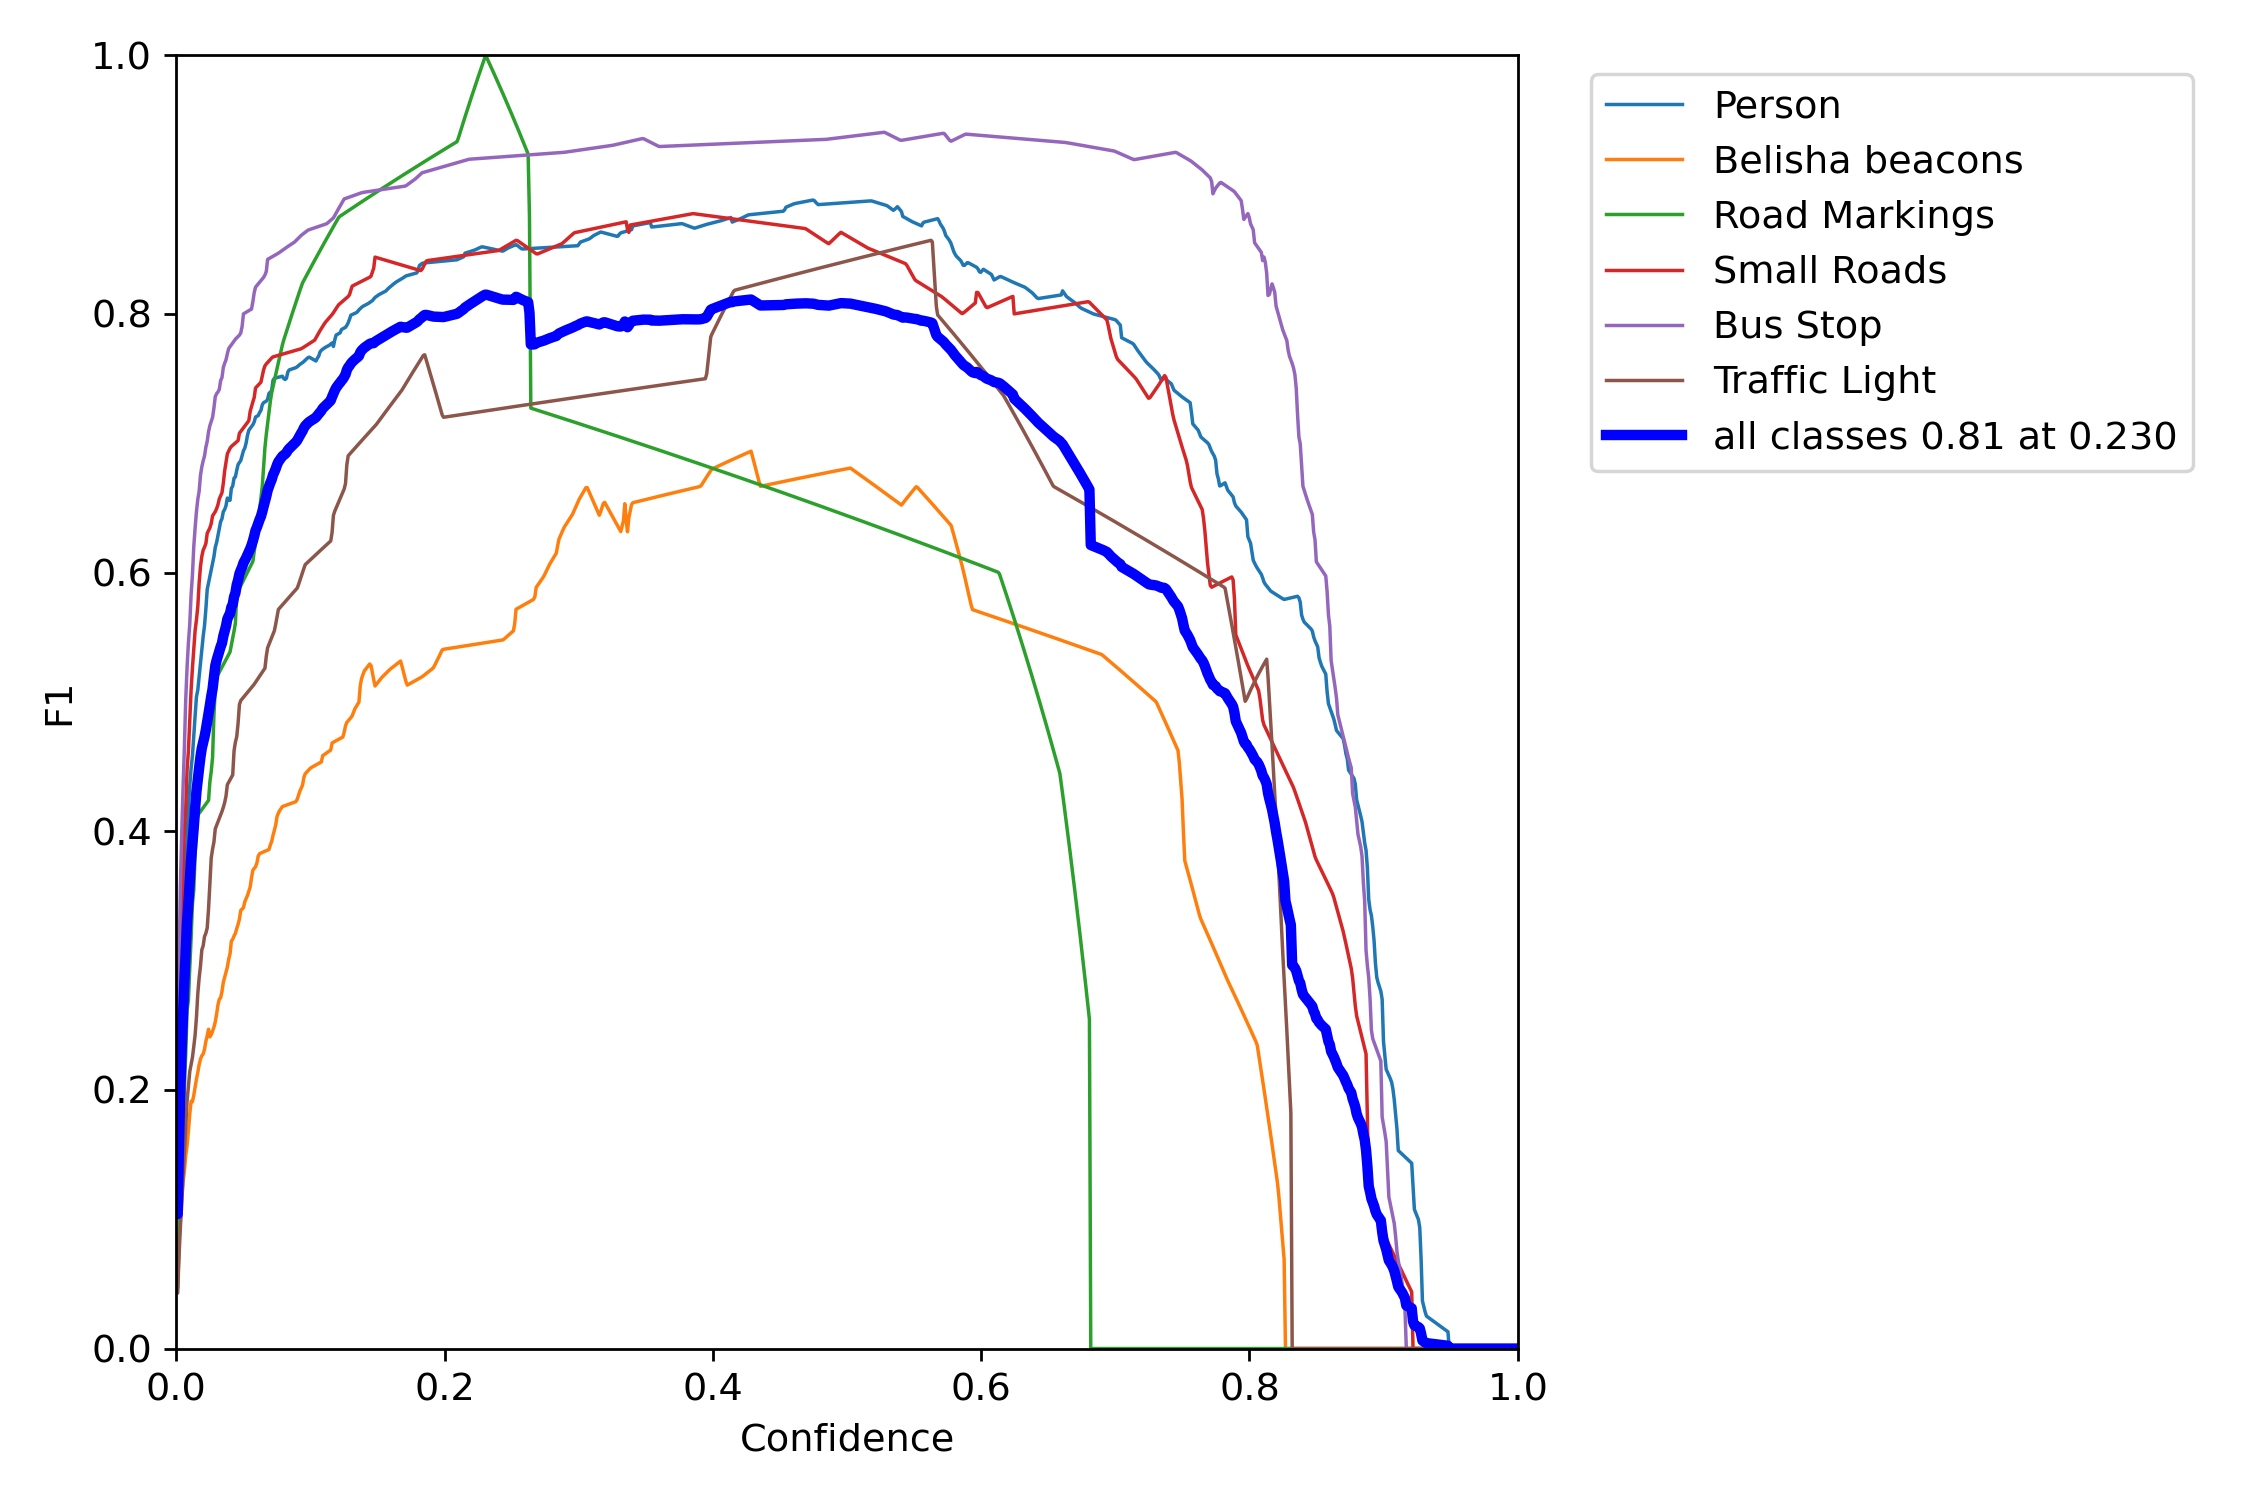 1.0
0.8
0.6
0.4
0.2
0.0
F1
0.0 0.2 0.4 0.6 0.8 1.0
Confidence
Person
Belisha beacons
Road Markings
Small Roads
Bus Stop
Traffic Light
all classes 0.81 at 0.230